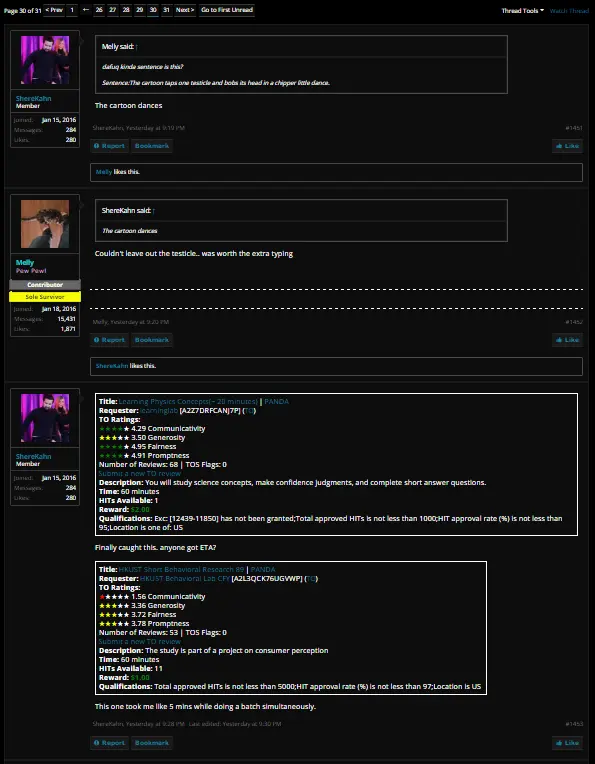 Page 30 of 31 < Prev 1 ← 26 27 28 29 30 31 Next > Go to First Unread Thread Tools Watch Thread
ShereKahn
Member
Joined: Jan 15, 2016
Messages: 284
Likes: 280
Melly said: ↑
dafuq kinda sentence is this?
Sentence:The cartoon taps one testicle and bobs its head in a chipper little dance.
The cartoon dances
ShereKahn, Yesterday at 9:19 PM #1451
Report Bookmark Like
Melly likes this.
Melly
Pew Pew!
Contributor
Sole Survivor
Joined: Jan 18, 2016
Messages: 15,431
Likes: 1,871
ShereKahn said: ↑
The cartoon dances
Couldn't leave out the testicle.. was worth the extra typing
Melly, Yesterday at 9:20 PM #1452
Report Bookmark Like
ShereKahn likes this.
ShereKahn
Member
Joined: Jan 15, 2016
Messages: 284
Likes: 280
Title: Learning Physics Concepts(~ 20 minutes) | PANDA
Requester: learninglab [A2Z7DRFCANJ7P] (TO)
TO Ratings:
★★★★★ 4.29 Communicativity
★★★★★ 3.50 Generosity
★★★★★ 4.95 Fairness
★★★★★ 4.91 Promptness
Number of Reviews: 68 | TOS Flags: 0
Submit a new TO review
Description: You will study science concepts, make confidence judgments, and complete short answer questions.
Time: 60 minutes
HITs Available: 1
Reward: $2.00
Qualifications: Exc: [12439-11850] has not been granted;Total approved HITs is not less than 1000;HIT approval rate (%) is not less than
95;Location is one of: US
Finally caught this. anyone got ETA?
Title: HKUST Short Behavioral Research 89 | PANDA
Requester: HKUST Behavioral Lab CFY [A2L3QCK76UGVWP] (TO)
TO Ratings:
★★★★★ 1.56 Communicativity
★★★★★ 3.36 Generosity
★★★★★ 3.72 Fairness
★★★★★ 3.78 Promptness
Number of Reviews: 53 | TOS Flags: 0
Submit a new TO review
Description: The study is part of a project on consumer perception
Time: 60 minutes
HITs Available: 11
Reward: $1.00
Qualifications: Total approved HITs is not less than 5000;HIT approval rate (%) is not less than 97;Location is US
This one took me like 5 mins while doing a batch simultaneously.
ShereKahn, Yesterday at 9:28 PM Last edited: Yesterday at 9:30 PM #1453
Report Bookmark Like